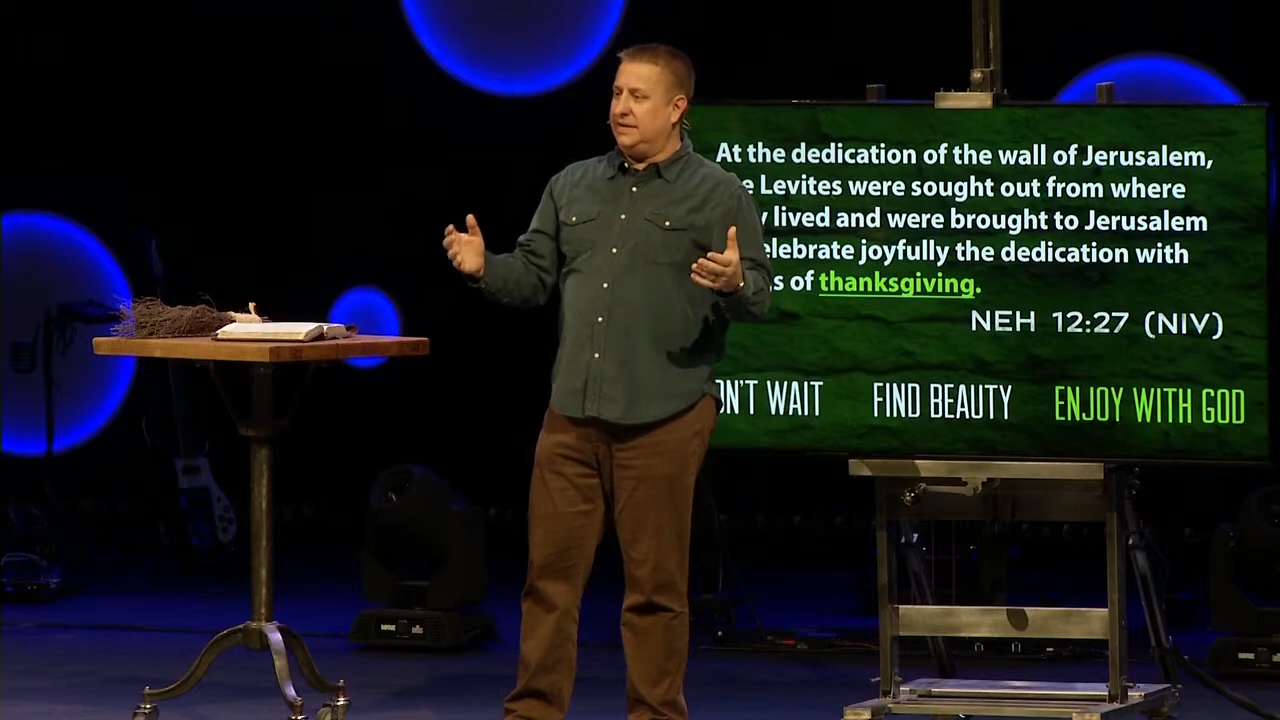 At the dedication of the wall of Jerusalem,
Levites were sought out from where
lived and were brought to Jerusalem
joyfully the dedication with
of thanksgiving.
NEH 12:27 (NIV)
WAIT FIND BEAUTY ENJOY WITH GOD